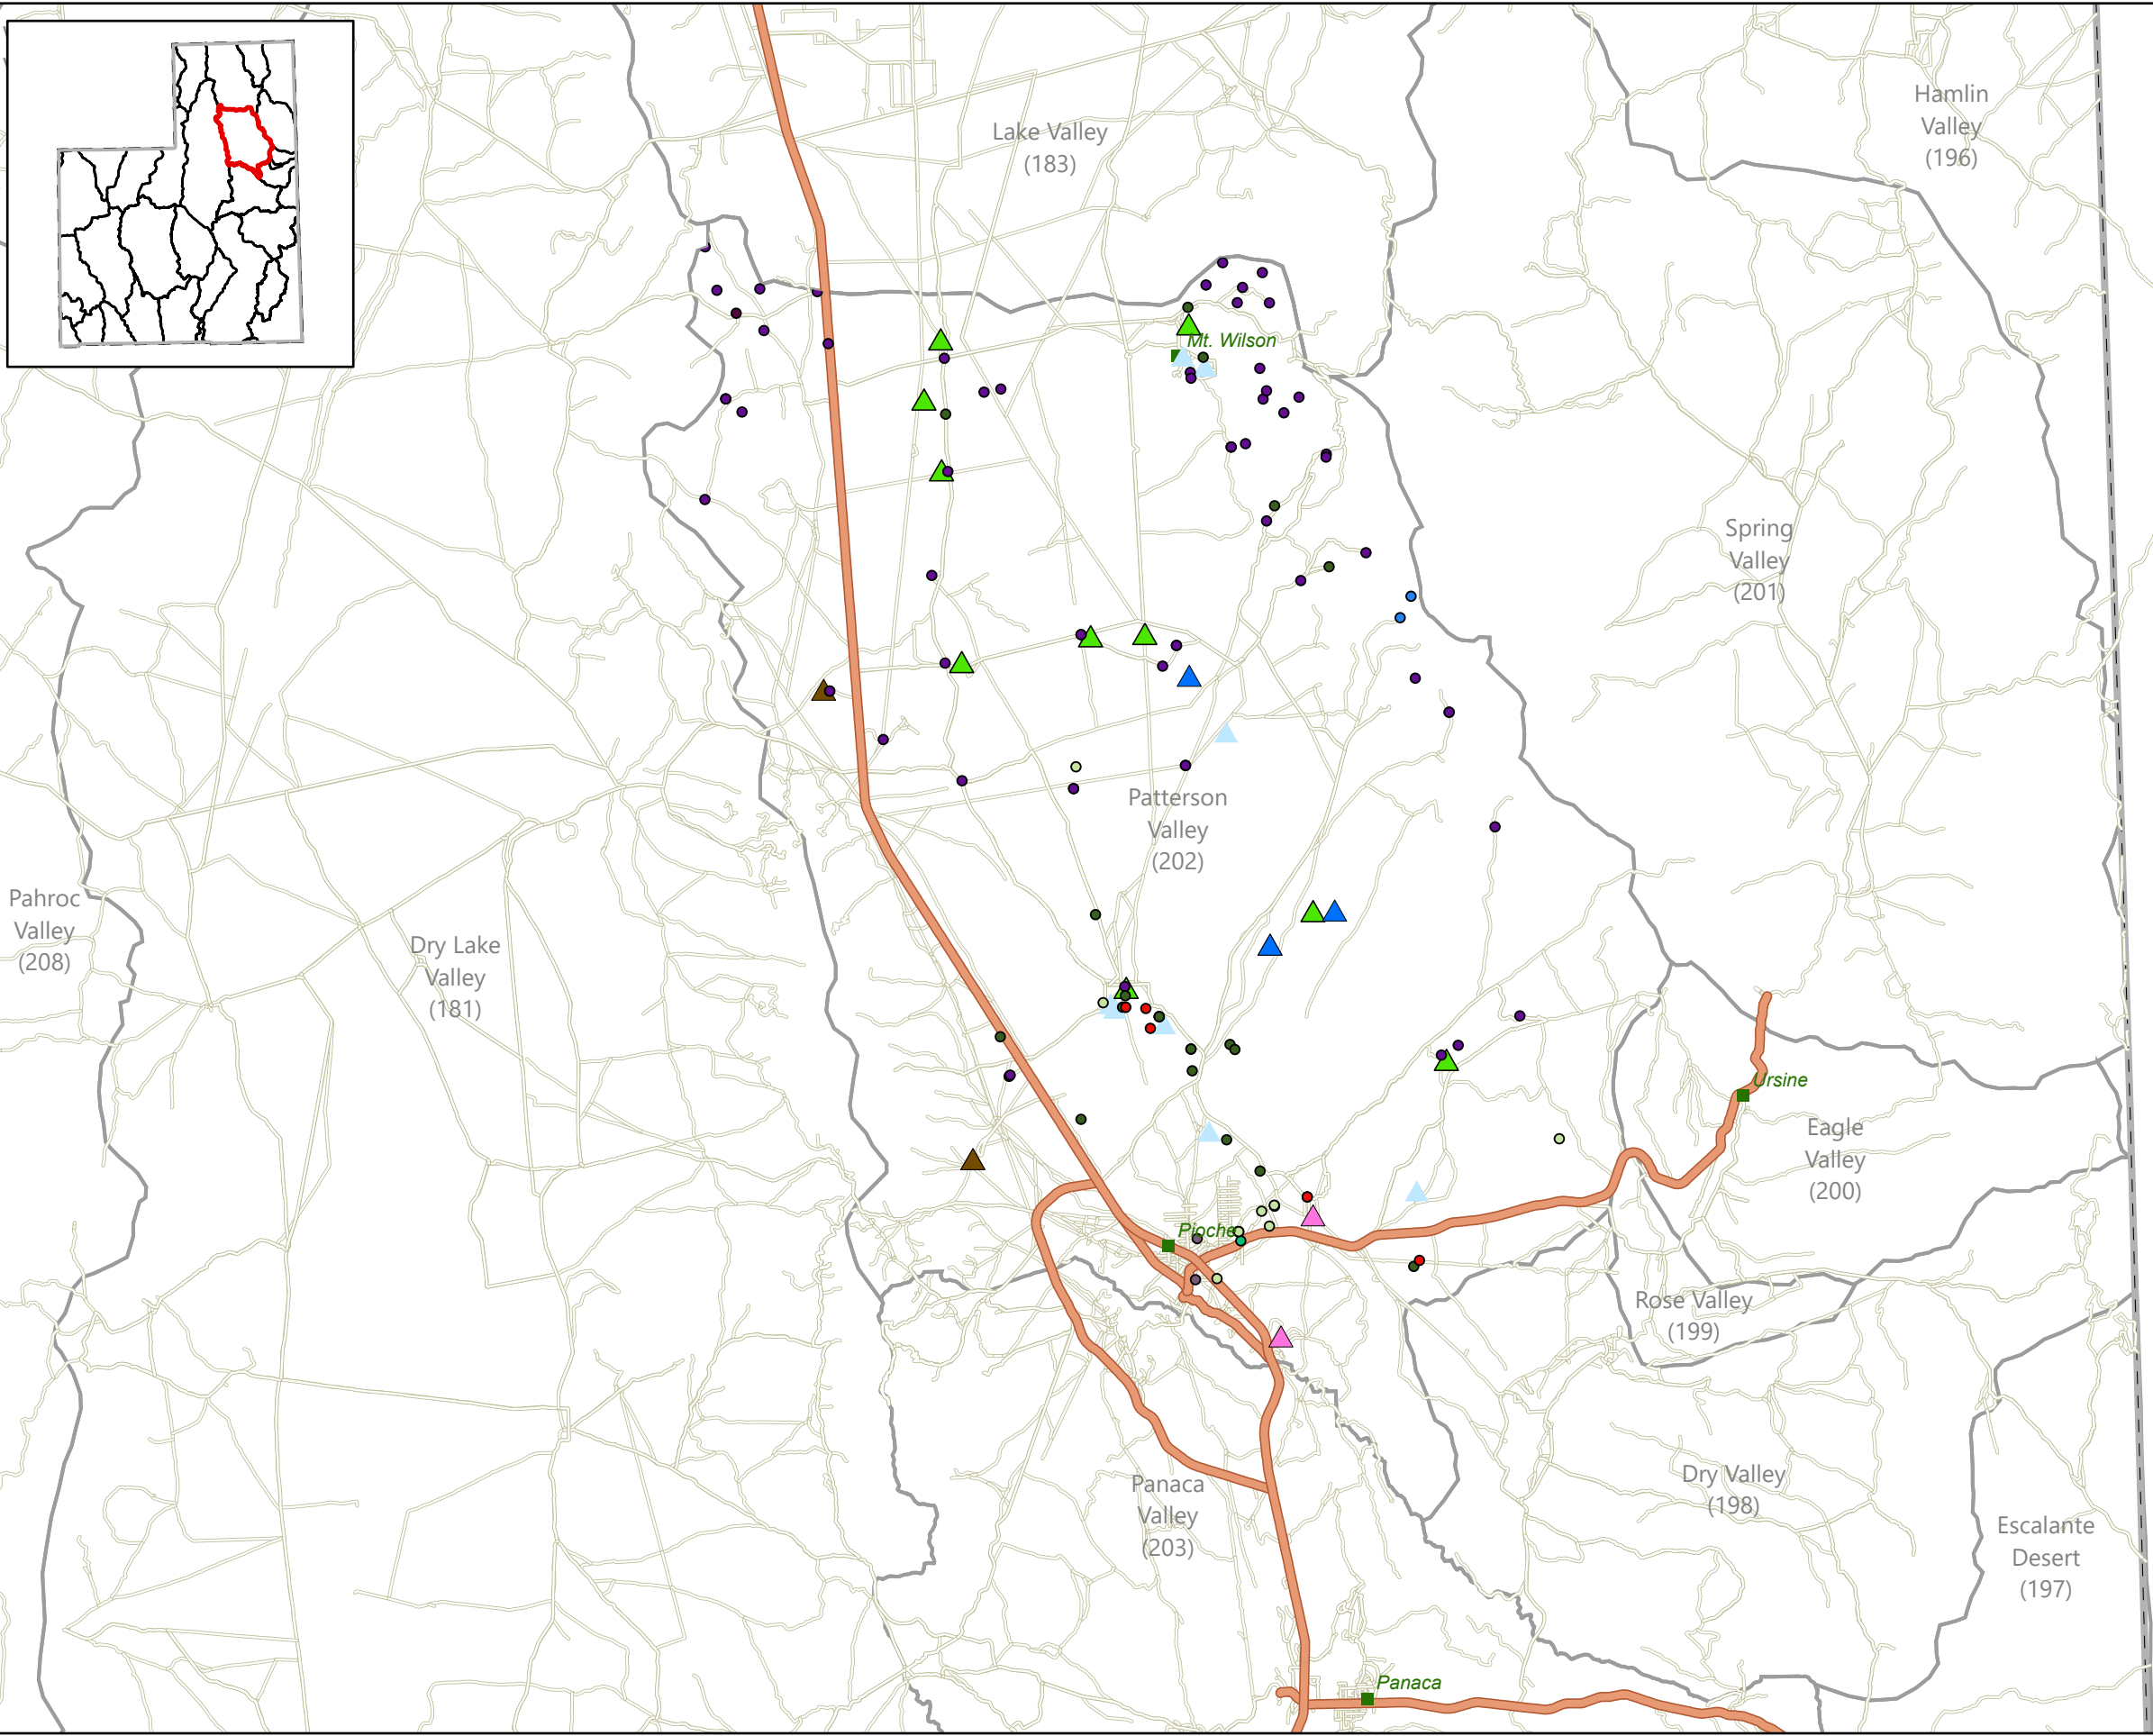 Hamlin
Valley
(196)
Lake Valley
(183)
Mt. Wilson
Spring
Valley
(201)
Patterson
Valley
(202)
Pahroc
Valley
(208)
Dry Lake
Valley
(181)
Ursine
Eagle
Valley
(200)
Pioche
Rose Valley
(199)
Panaca
Valley
(203)
Dry Valley
(198)
Escalante
Desert
(197)
Panaca